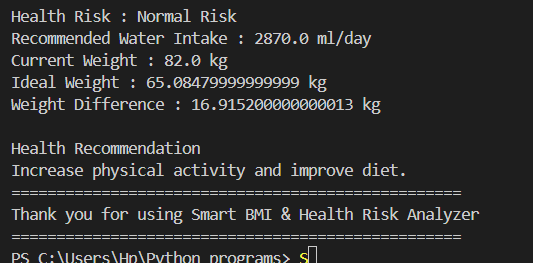 Health Risk : Normal Risk
Recommended Water Intake : 2870.0 ml/day
Current Weight : 82.0 kg
Ideal Weight : 65.08479999999999 kg
Weight Difference : 16.915200000000013 kg

Health Recommendation
Increase physical activity and improve diet.
==================================================
Thank you for using Smart BMI & Health Risk Analyzer
==================================================
PS C:\Users\Hp\Python programs> S